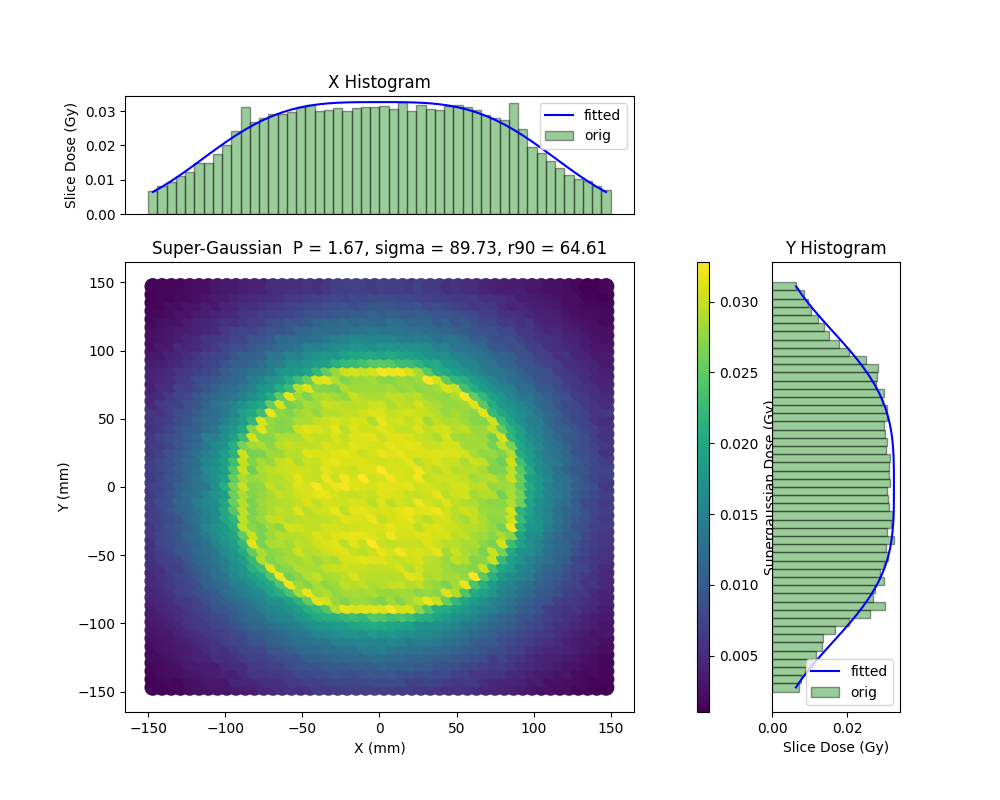 X Histogram
Slice Dose (Gy)
0.03
0.02
0.01
0.00
fitted
orig
Super-Gaussian P = 1.67, sigma = 89.73, r90 = 64.61
Y (mm)
150
100
50
0
−50
−100
−150
−150
−100
−50
0
50
100
150
X (mm)
0.030
0.025
0.020
0.015
0.010
0.005
Supergaussian Dose (Gy)
Y Histogram
fitted
orig
0.00
0.02
Slice Dose (Gy)